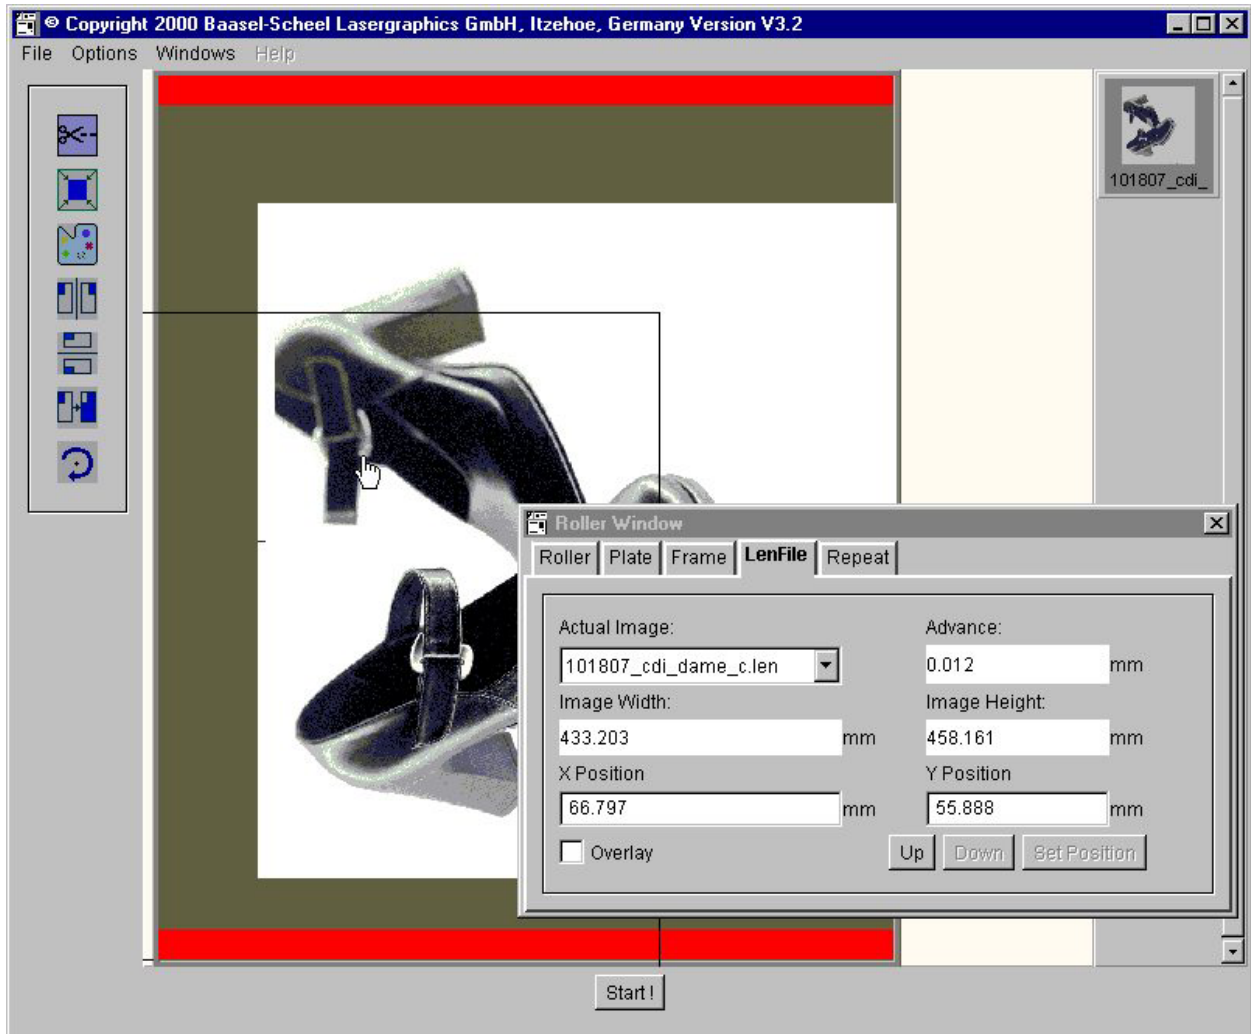 © Copyright 2000 Baasel-Scheel Lasergraphics GmbH, Itzehoe, Germany Version V3.2
File Options Windows Help
101807_cdi_
Roller Window
Roller Plate Frame LenFile Repeat
Actual Image: Advance:
101807_cdi_dame_c.len 0.012 mm
Image Width: Image Height:
433.203 mm 458.161 mm
X Position Y Position
66.797 mm 55.888 mm
Overlay Up Down Set Position
Start !